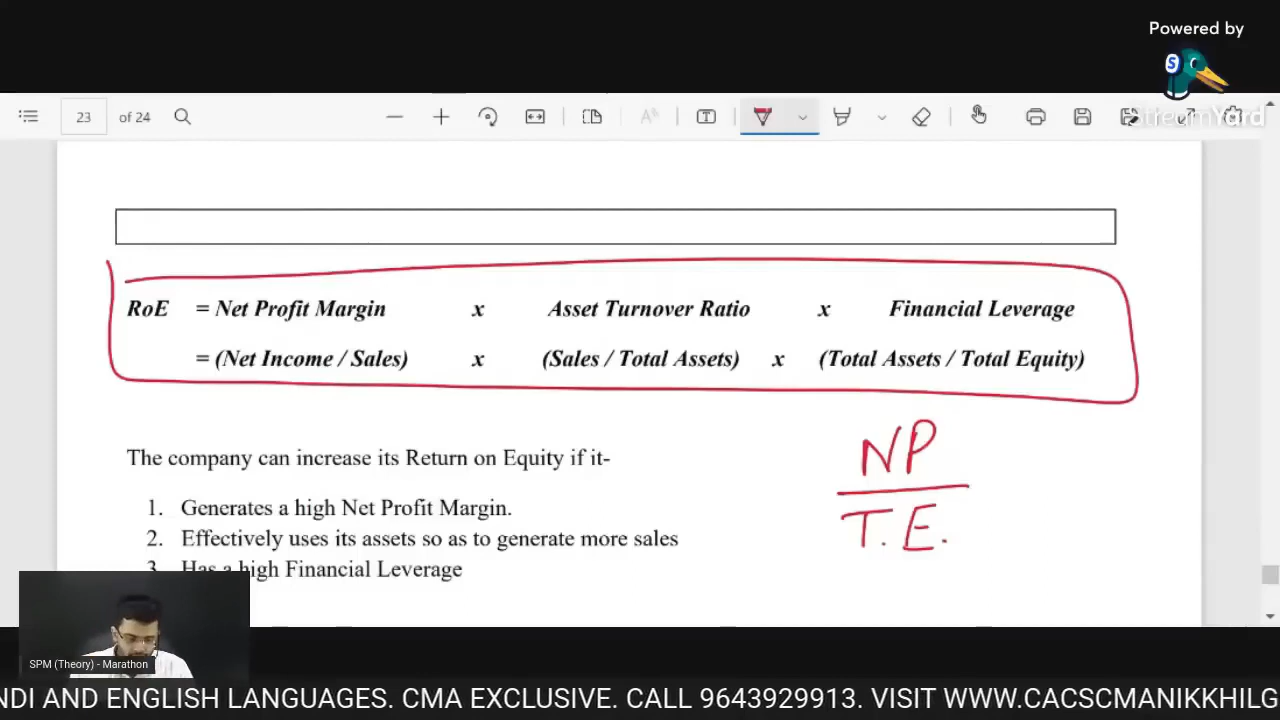 Powered by
StreamYard
23 of 24
RoE = Net Profit Margin x Asset Turnover Ratio x Financial Leverage
= (Net Income / Sales) x (Sales / Total Assets) x (Total Assets / Total Equity)
The company can increase its Return on Equity if it-
1. Generates a high Net Profit Margin.
2. Effectively uses its assets so as to generate more sales
3. Has a high Financial Leverage
NP
T.E.
SPM (Theory) - Marathon
NDI AND ENGLISH LANGUAGES. CMA EXCLUSIVE. CALL 9643929913. VISIT WWW.CACSCMANIKKHILG